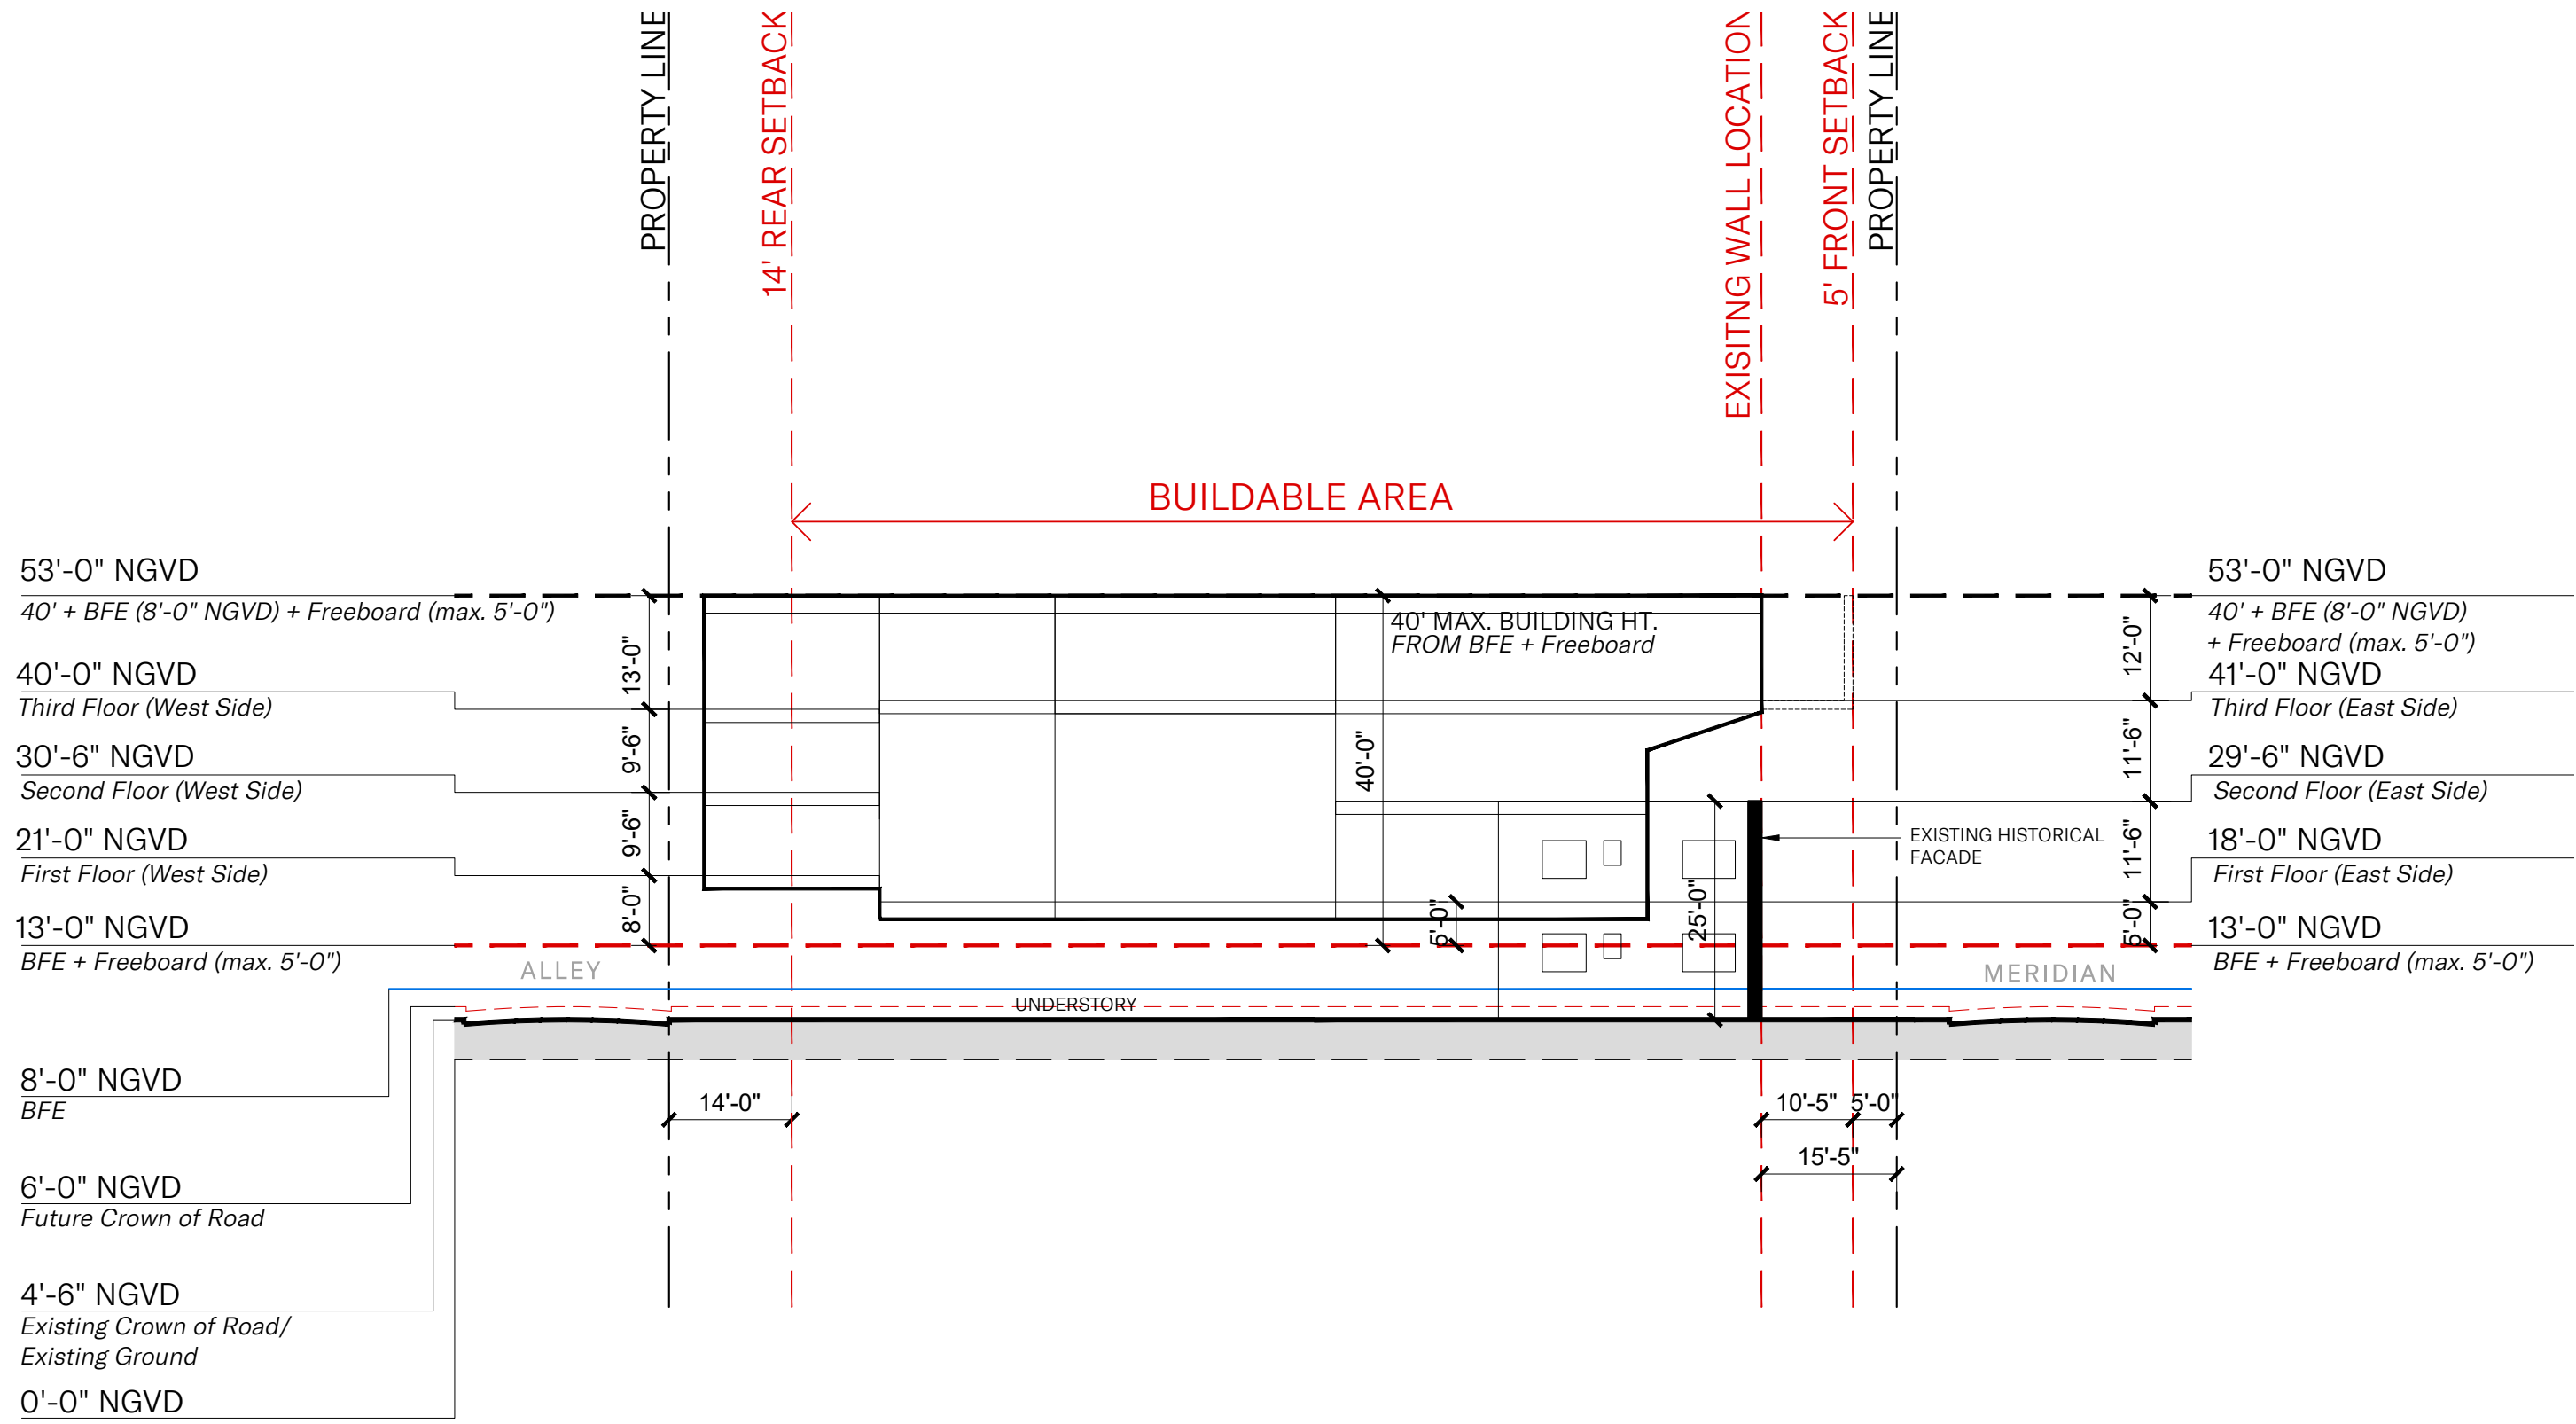 PROPERTY LINE
14' REAR SETBACK
EXISITNG WALL LOCATION
5' FRONT SETBACK
PROPERTY LINE
BUILDABLE AREA
53'-0" NGVD
40' + BFE (8'-0" NGVD) + Freeboard (max. 5'-0")
40'-0" NGVD
Third Floor (West Side)
30'-6" NGVD
Second Floor (West Side)
21'-0" NGVD
First Floor (West Side)
13'-0" NGVD
BFE + Freeboard (max. 5'-0")
8'-0" NGVD
BFE
6'-0" NGVD
Future Crown of Road
4'-6" NGVD
Existing Crown of Road/
Existing Ground
0'-0" NGVD
13'-0"
9'-6"
9'-6"
8'-0"
40' MAX. BUILDING HT.
FROM BFE + Freeboard
40'-0"
5'-0"
25'-0"
EXISTING HISTORICAL
FACADE
ALLEY
UNDERSTORY
MERIDIAN
14'-0"
10'-5"
5'-0"
15'-5"
12'-0"
11'-6"
11'-6"
5'-0"
53'-0" NGVD
40' + BFE (8'-0" NGVD)
+ Freeboard (max. 5'-0")
41'-0" NGVD
Third Floor (East Side)
29'-6" NGVD
Second Floor (East Side)
18'-0" NGVD
First Floor (East Side)
13'-0" NGVD
BFE + Freeboard (max. 5'-0")